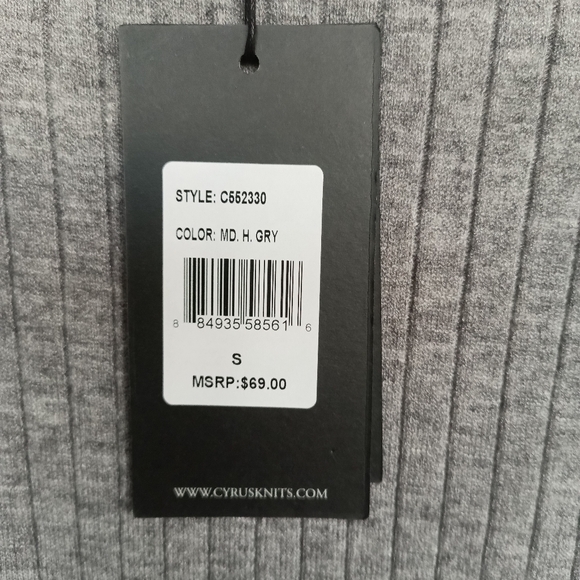 STYLE: C552330
COLOR: MD. H. GRY
8 84935 58561 6
S
MSRP:$69.00
WWW.CYRUSKNITS.COM